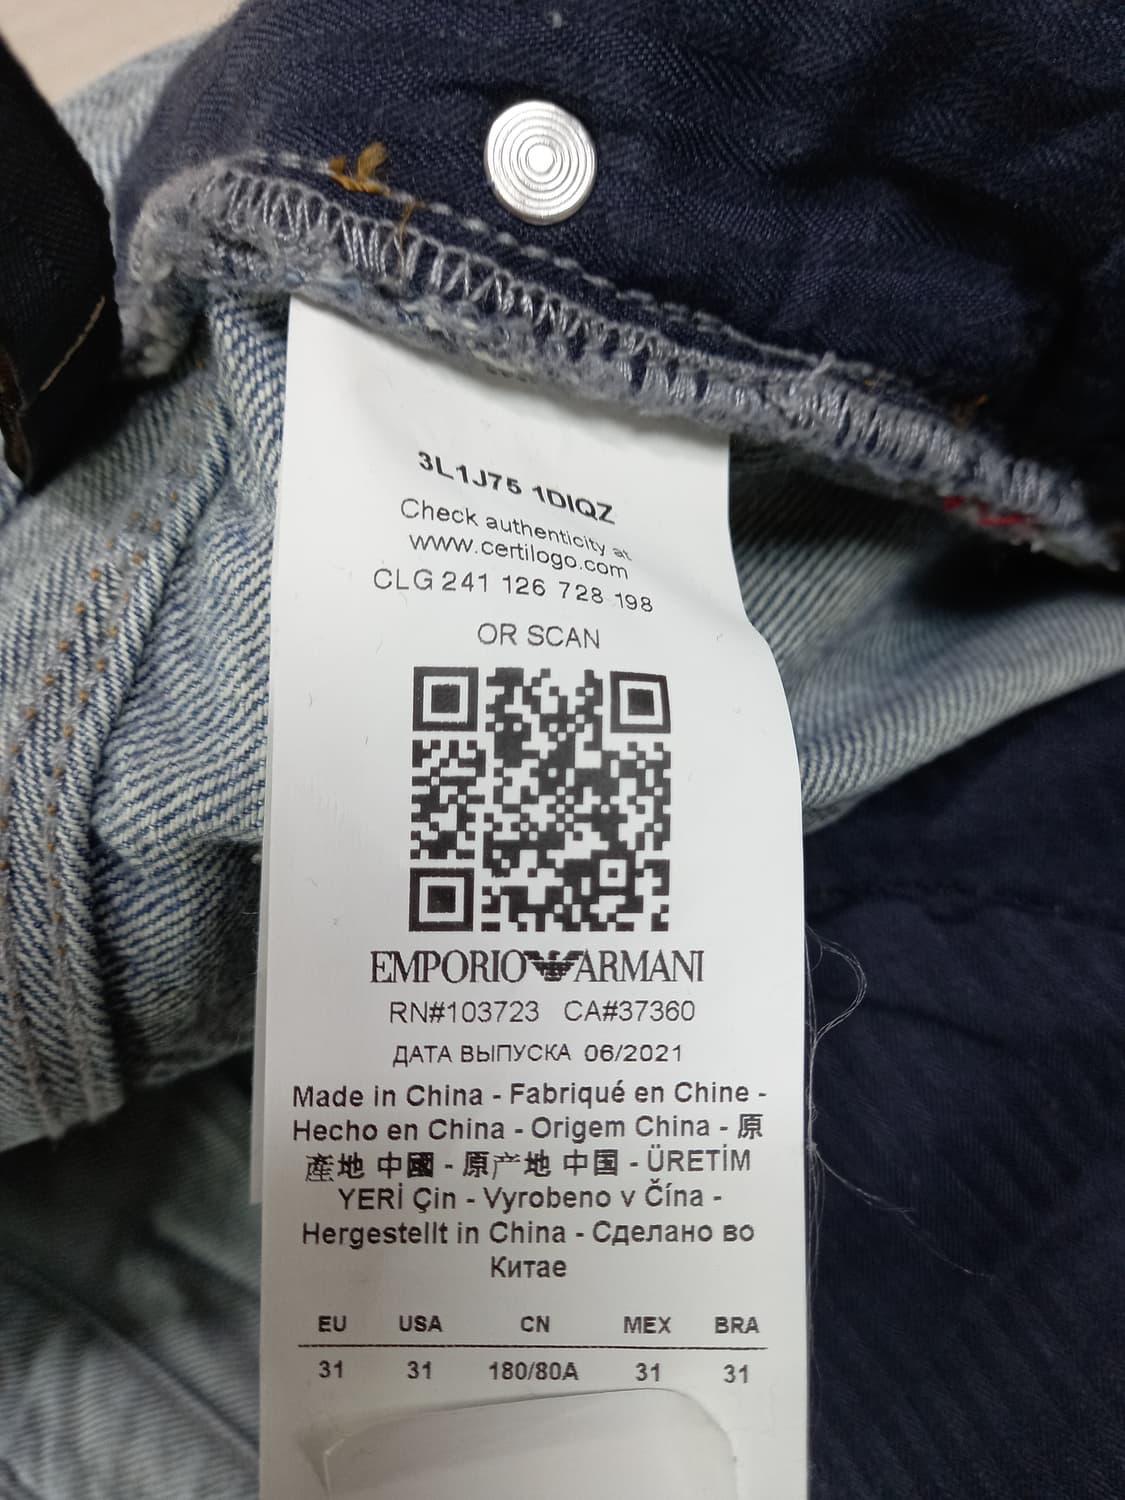 3L1J75 1DIQZ
Check authenticity at
www.certilogo.com
CLG 241 126 728 198
OR SCAN
EMPORIO ARMANI
RN#103723 CA#37360
ДАТА ВЫПУСКА 06/2021
Made in China - Fabriqué en Chine -
Hecho en China - Origem China - 原
產地 中國 - 原产地 中国 - ÜRETİM
YERİ Çin - Vyrobeno v Čína -
Hergestellt in China - Сделано во
Китае
EU USA CN MEX BRA
31 31 180/80A 31 31